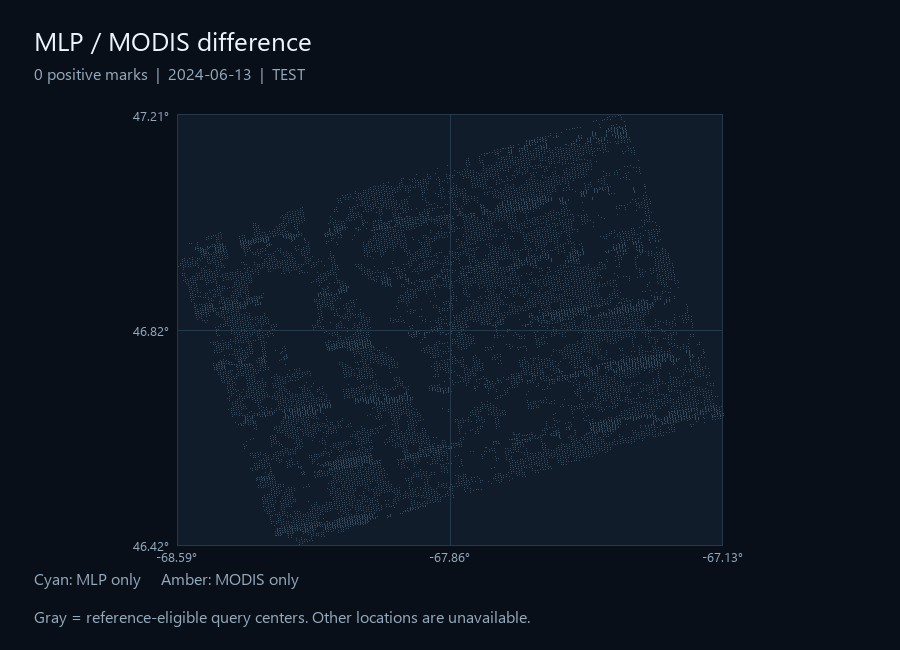 MLP / MODIS difference
0 positive marks | 2024-06-13 | TEST
47.21°
46.82°
46.42°
-68.59° -67.86° -67.13°
Cyan: MLP only Amber: MODIS only
Gray = reference-eligible query centers. Other locations are unavailable.